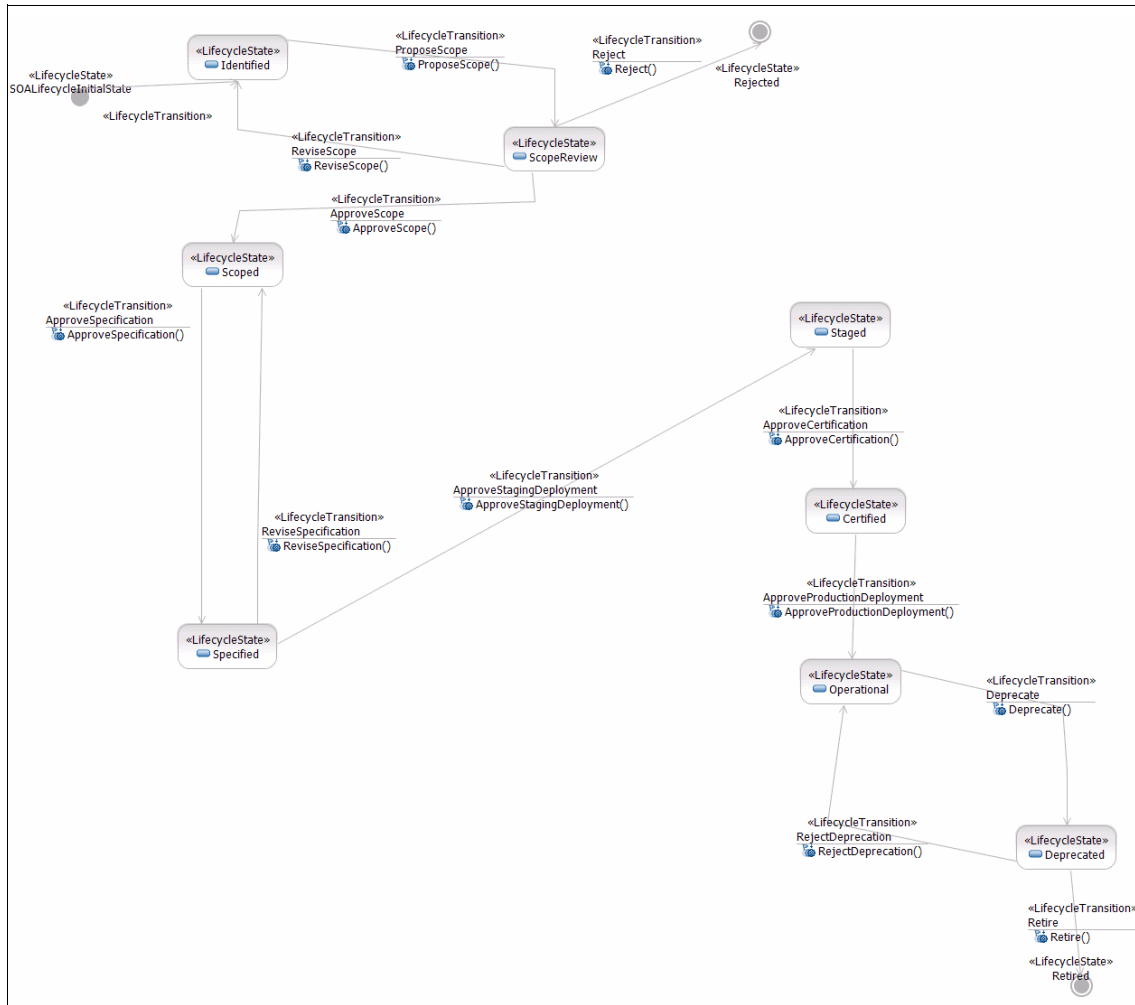 «LifecycleState»
Identified
«LifecycleState»
SOALifecycleInitialState
«LifecycleTransition»
«LifecycleTransition»
ProposeScope
ProposeScope()
«LifecycleTransition»
Reject
Reject()
«LifecycleState»
Rejected
«LifecycleTransition»
ReviseScope
ReviseScope()
«LifecycleState»
ScopeReview
«LifecycleTransition»
ApproveScope
ApproveScope()
«LifecycleState»
Scoped
«LifecycleTransition»
ApproveSpecification
ApproveSpecification()
«LifecycleState»
Staged
«LifecycleTransition»
ApproveCertification
ApproveCertification()
«LifecycleTransition»
ApproveStagingDeployment
ApproveStagingDeployment()
«LifecycleState»
Certified
«LifecycleTransition»
ReviseSpecification
ReviseSpecification()
«LifecycleTransition»
ApproveProductionDeployment
ApproveProductionDeployment()
«LifecycleState»
Specified
«LifecycleState»
Operational
«LifecycleTransition»
Deprecate
Deprecate()
«LifecycleTransition»
RejectDeprecation
RejectDeprecation()
«LifecycleState»
Deprecated
«LifecycleTransition»
Retire
Retire()
«LifecycleState»
Retired